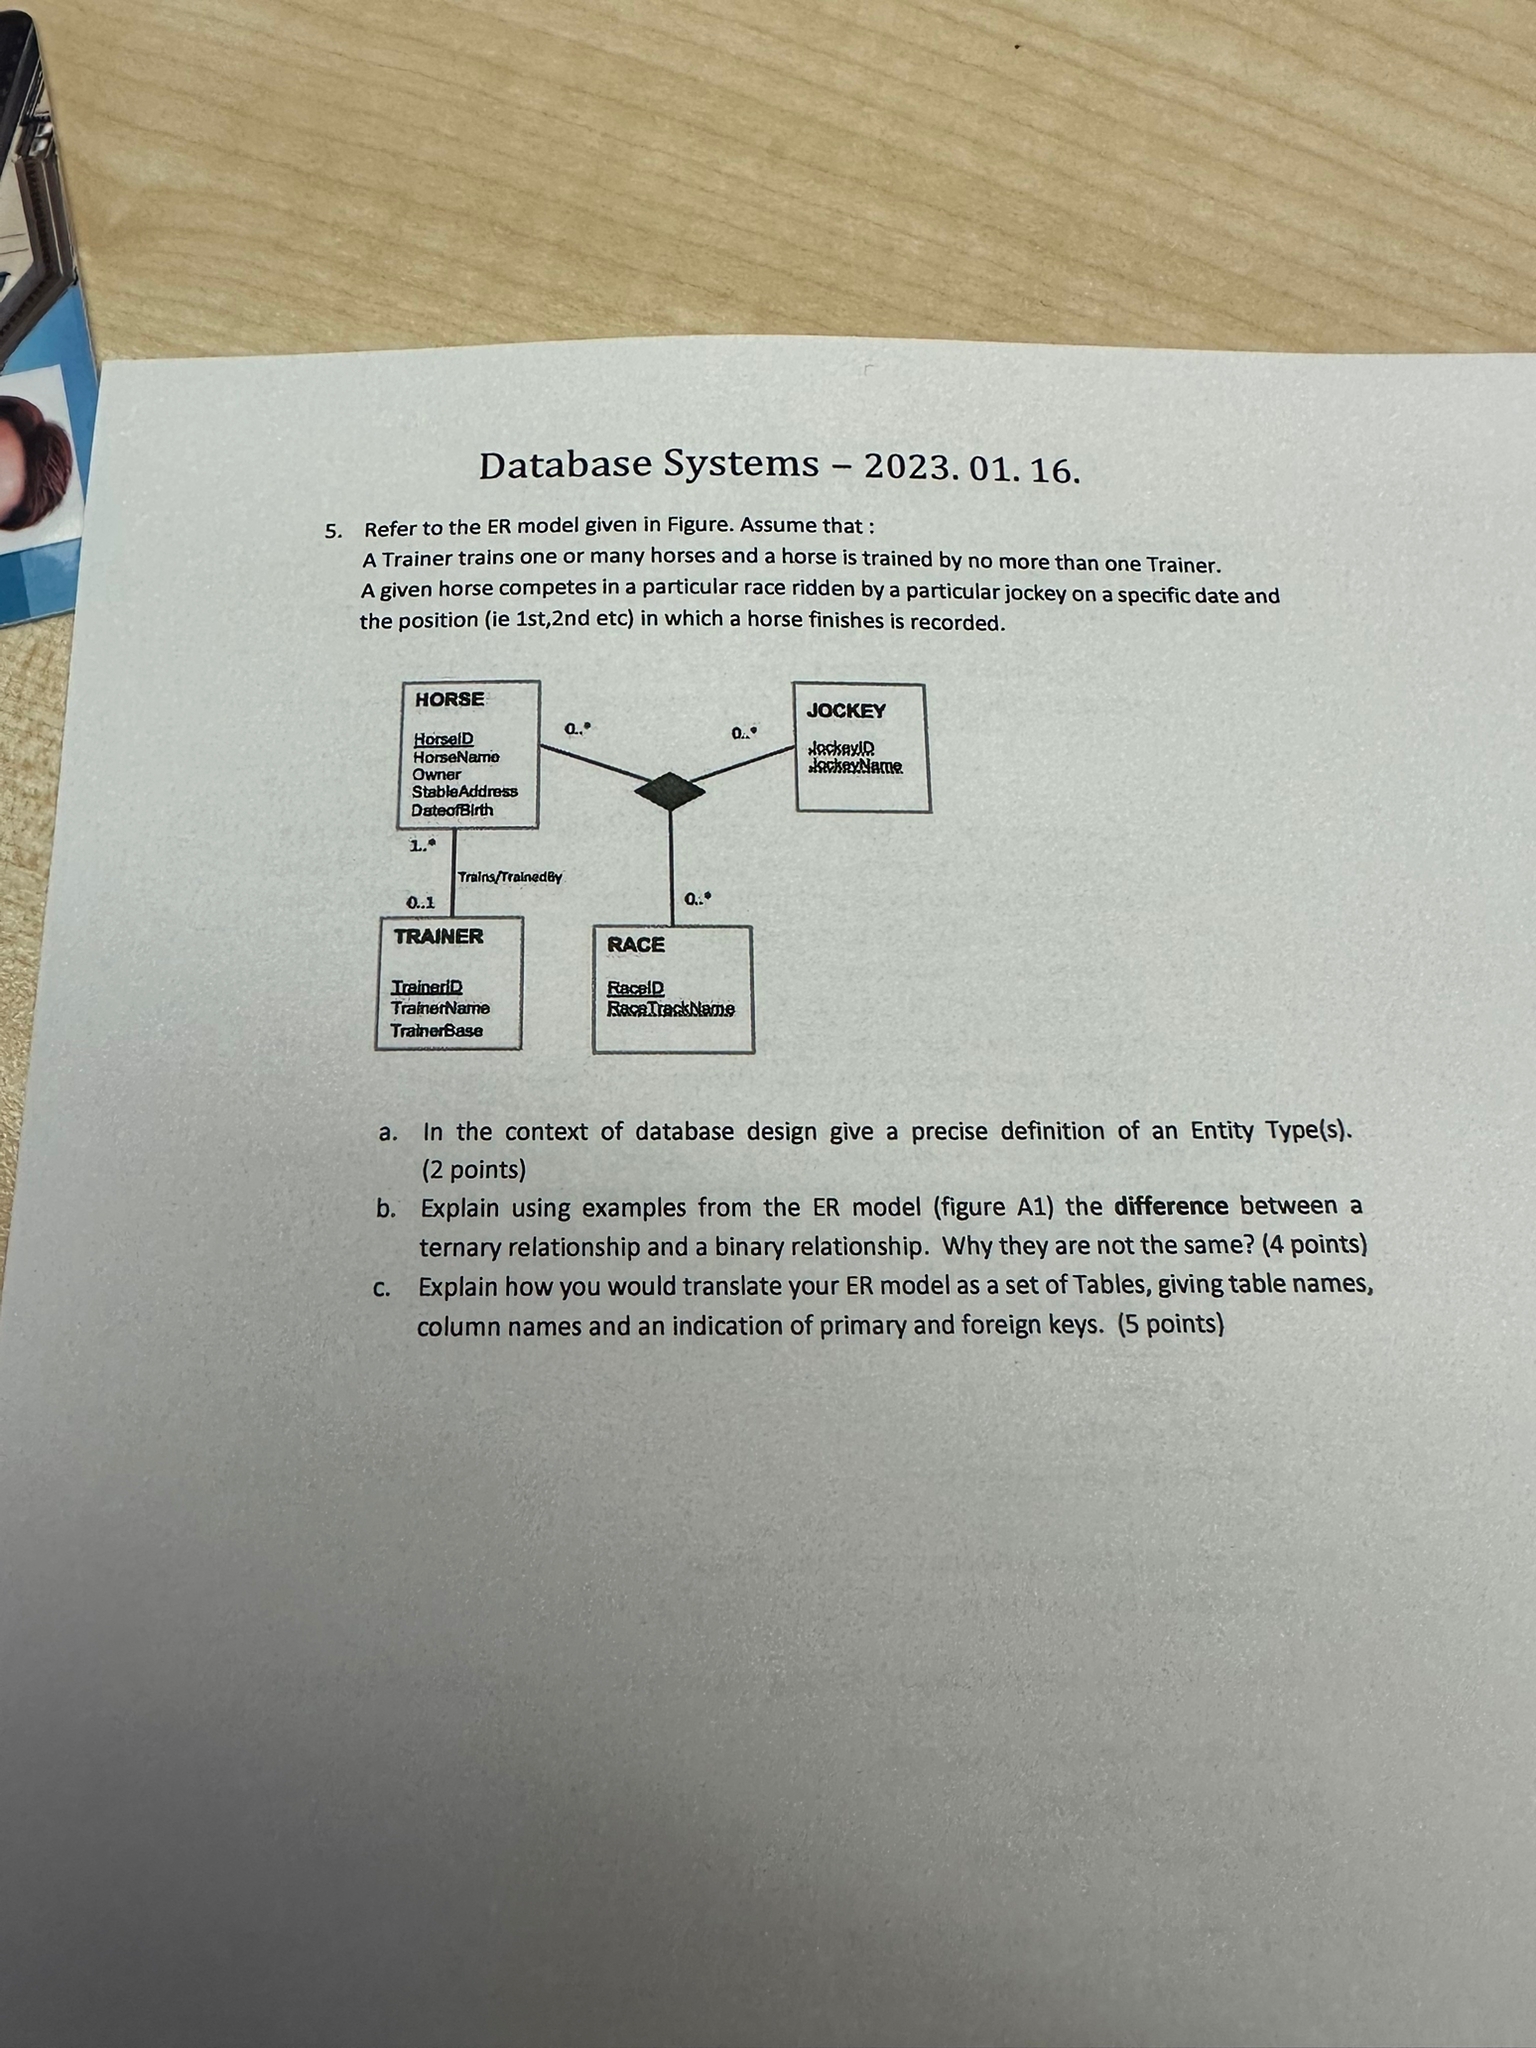 Database Systems – 2023. 01. 16.
5. Refer to the ER model given in Figure. Assume that :
A Trainer trains one or many horses and a horse is trained by no more than one Trainer.
A given horse competes in a particular race ridden by a particular jockey on a specific date and
the position (ie 1st,2nd etc) in which a horse finishes is recorded.
HORSE
HorseID
HorseName
Owner
StableAddress
DateofBirth
0..*
0..*
JOCKEY
JockeyID
JockeyName
1..*
Trains/TrainedBy
0..1
0..*
TRAINER
TrainerID
TrainerName
TrainerBase
RACE
RaceID
RaceTrackName
a. In the context of database design give a precise definition of an Entity Type(s).
(2 points)
b. Explain using examples from the ER model (figure A1) the difference between a
ternary relationship and a binary relationship. Why they are not the same? (4 points)
c. Explain how you would translate your ER model as a set of Tables, giving table names,
column names and an indication of primary and foreign keys. (5 points)